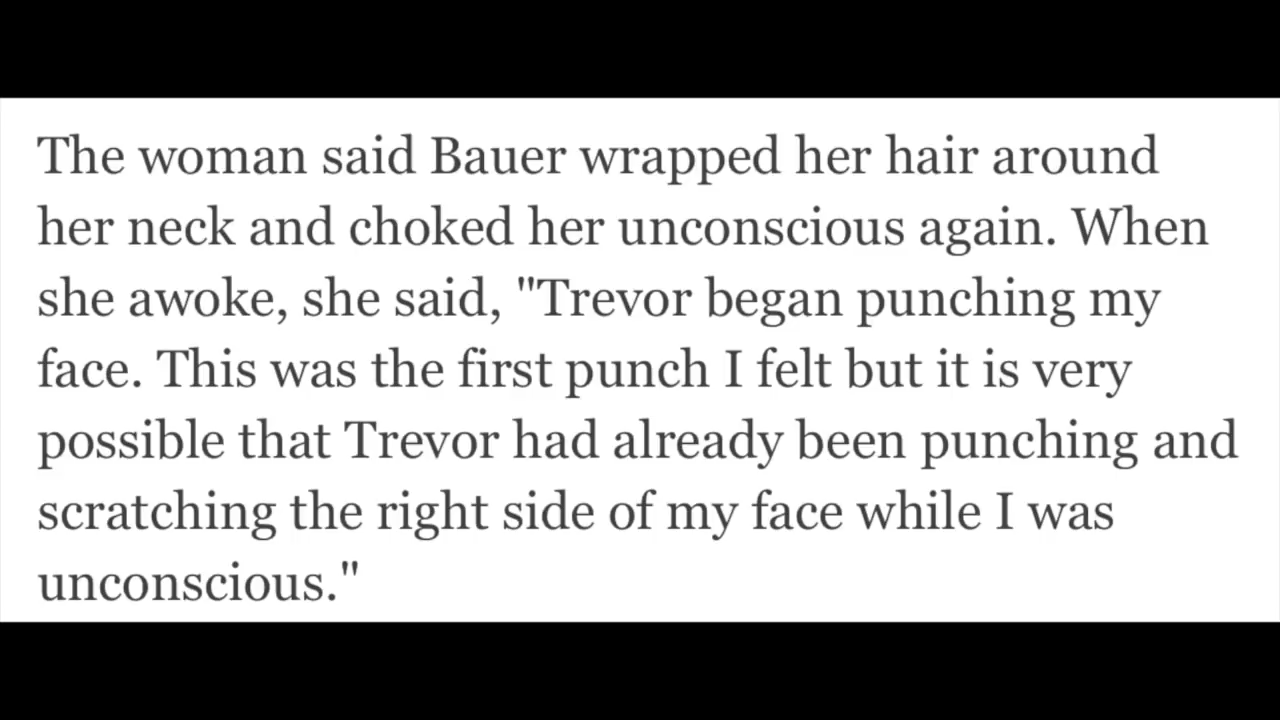 The woman said Bauer wrapped her hair around
her neck and choked her unconscious again. When
she awoke, she said, "Trevor began punching my
face. This was the first punch I felt but it is very
possible that Trevor had already been punching and
scratching the right side of my face while I was
unconscious."